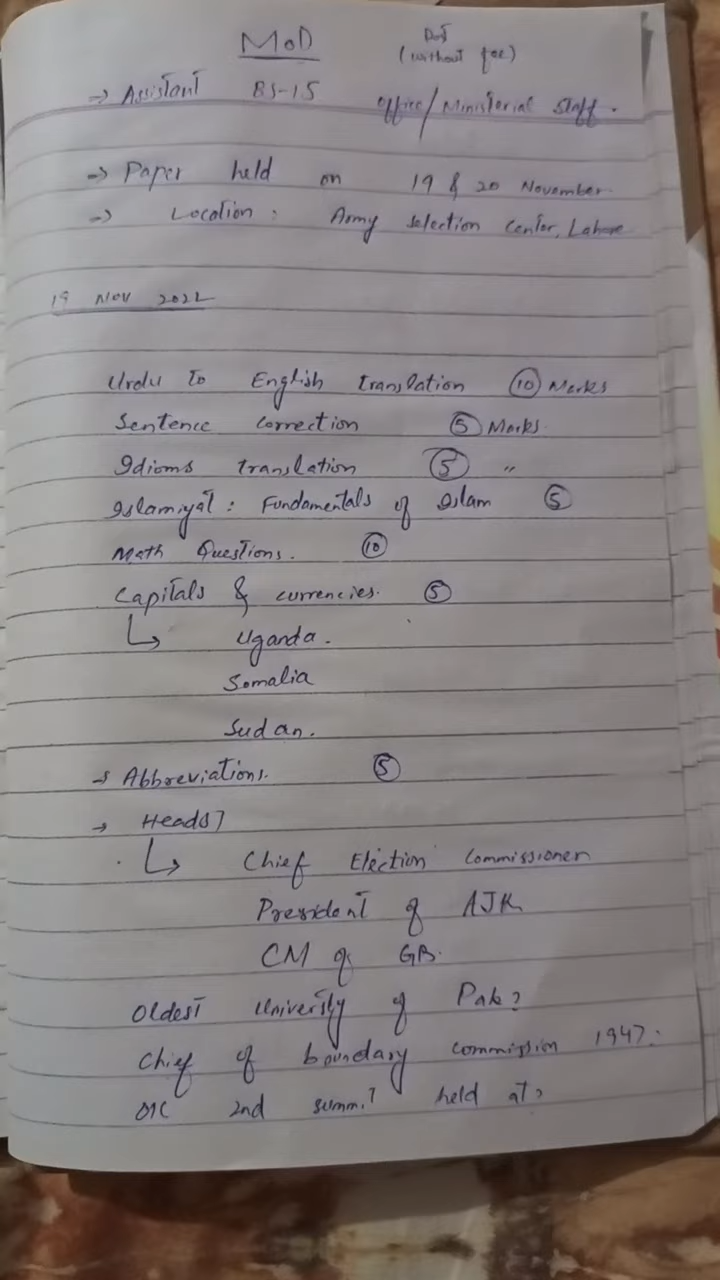 MOD
(without fee)
→ Assistant BS-15 Office/Ministerial Staff.
→ Paper held on 19 & 20 November.
→ Location : Army Selection Center, Lahore
19 Nov 2022
Urdu to English translation (10) Marks
Sentence correction (5) Marks.
Idioms translation (5) "
Islamiyat : Fundamentals of Islam (5)
Math Questions. (10)
Capitals & currencies. (5)
↳ Uganda.
Somalia
Sudan.
→ Abbreviations. (5)
→ Heads?
↳ Chief Election Commissioner
President of AJK
CM of GB.
Oldest University of Pak?
Chief of boundary commission 1947.
OIC 2nd summit held at?